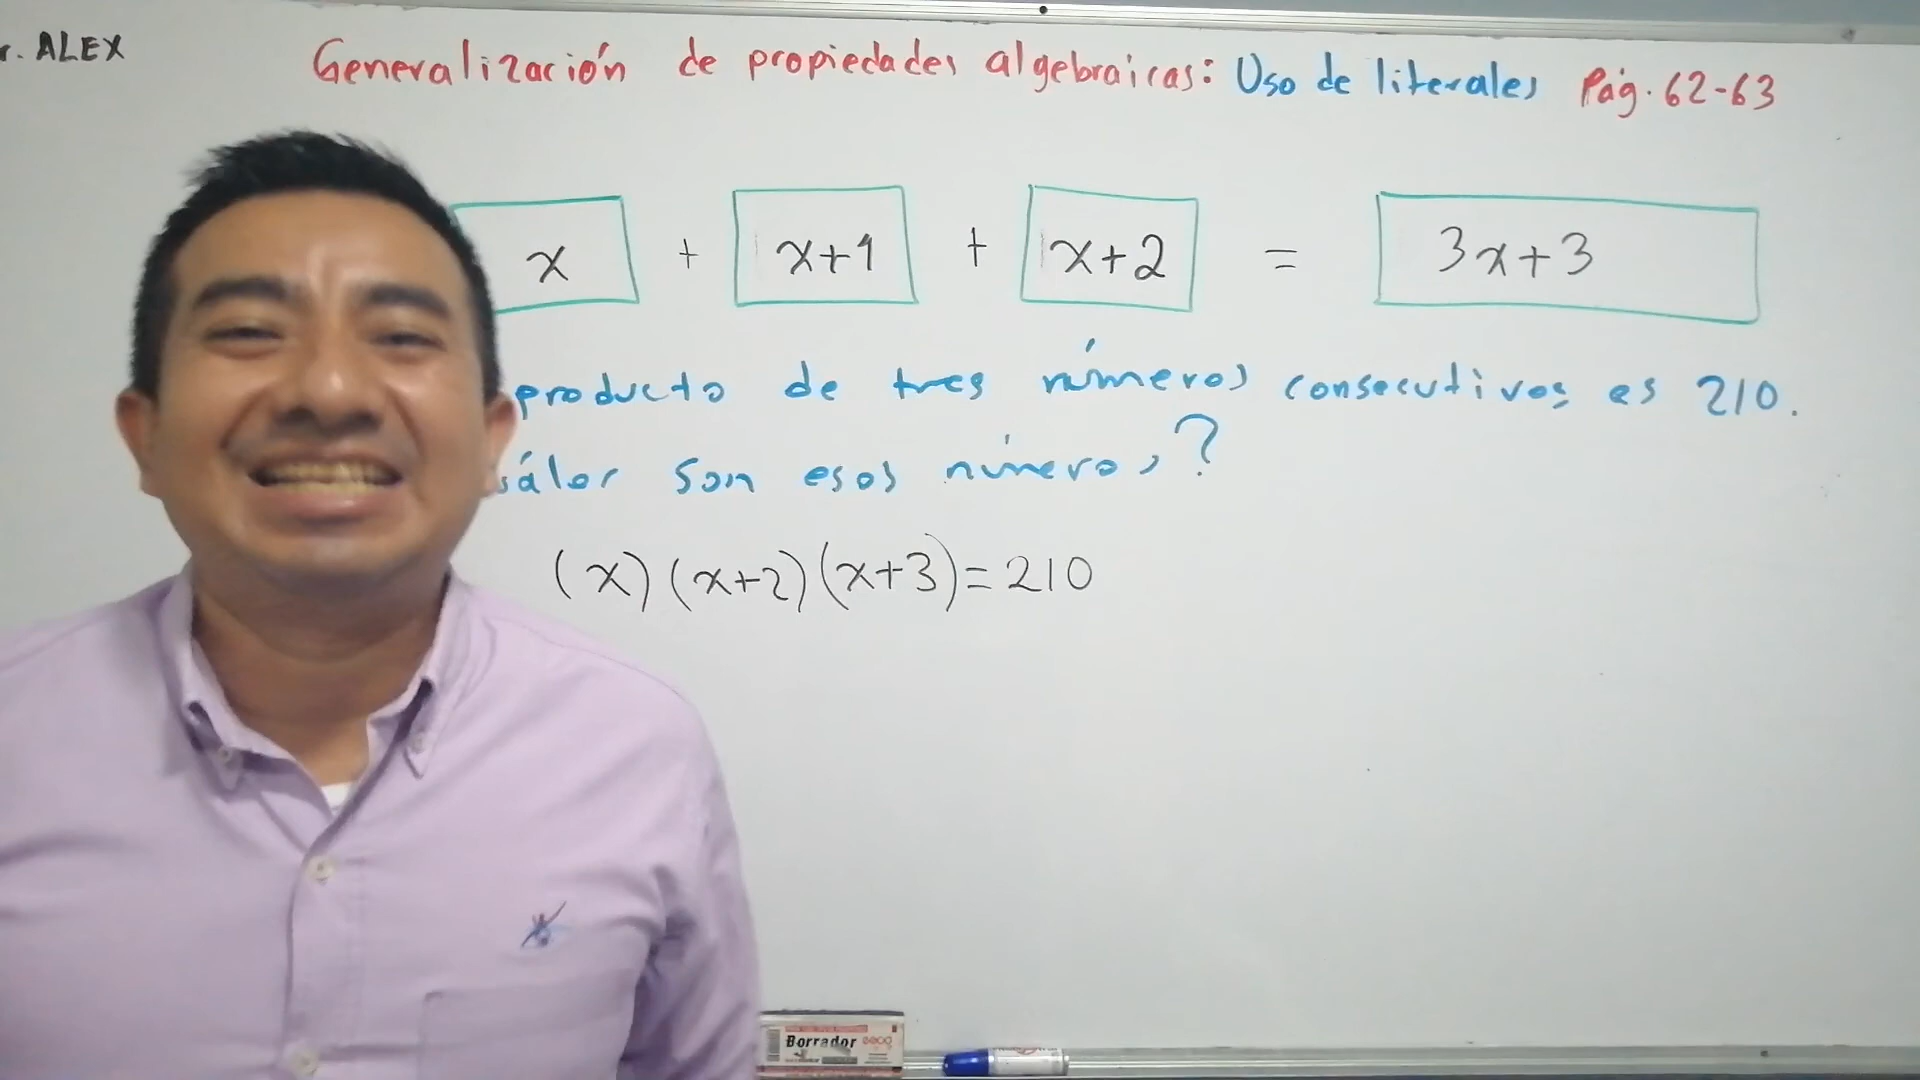 r. ALEX
Generalización de propiedades algebraicas: Uso de literales Pág. 62-63
x + x+1 + x+2 = 3x+3
producto de tres números consecutivos es 210.
son esos números?
(x)(x+2)(x+3)=210
Borrador